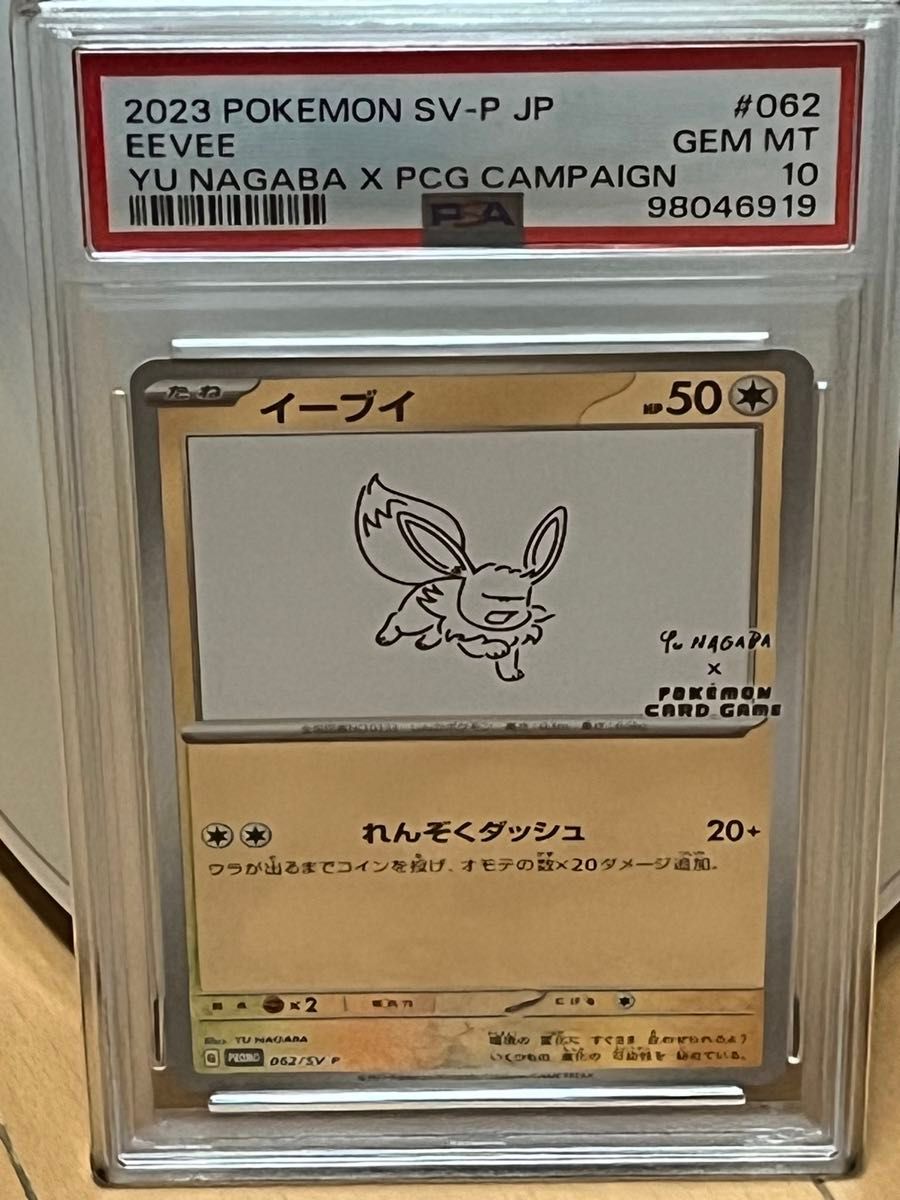 2023 POKEMON SV-P JP #062
EEVEE GEM MT
YU NAGABA X PCG CAMPAIGN 10
PSA 98046919
たね イーブイ HP50
Yu NAGABA
x
POKÉMON
CARD GAME
れんぞくダッシュ 20+
ウラが出るまでコインを投げ、オモテの数×20ダメージ追加。
×2
Illus. YU NAGABA
G PROMO 062/SV-P